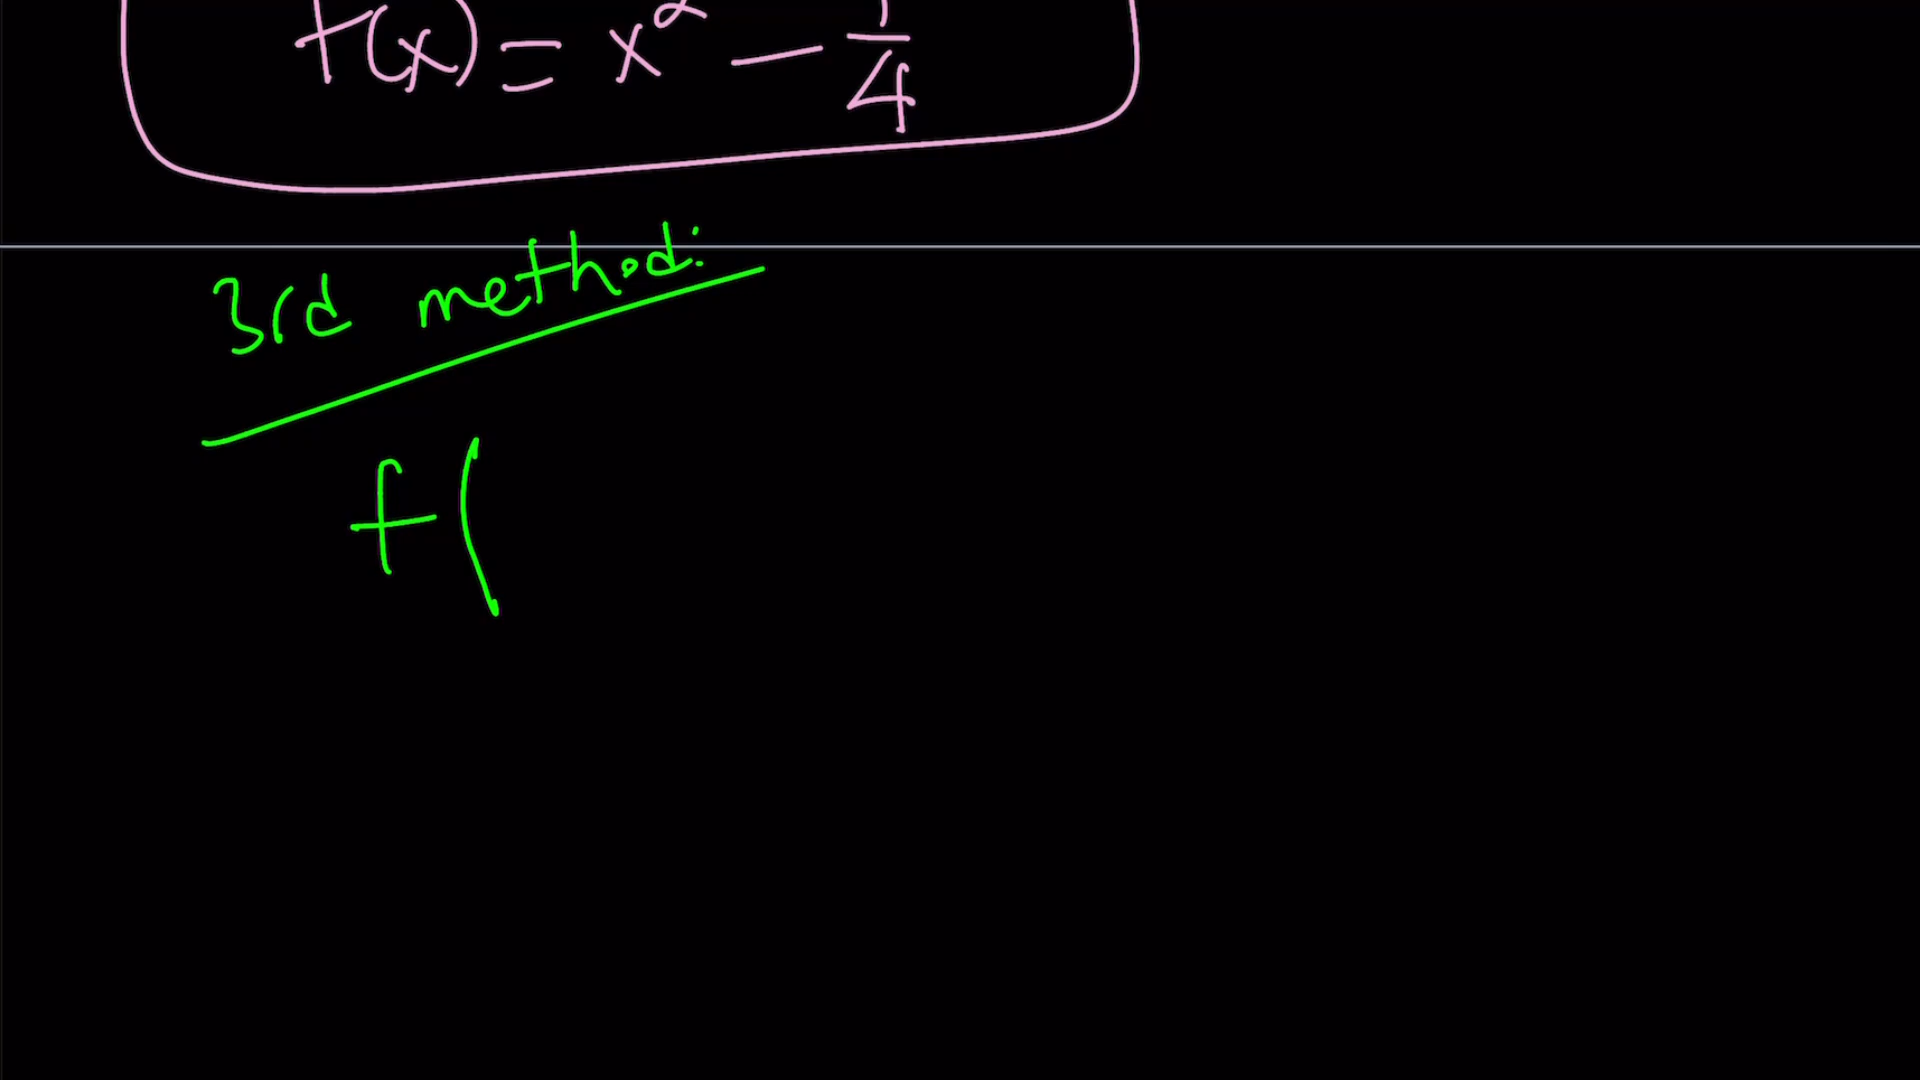 f(x) = x² - 1/4
3rd method:
f(